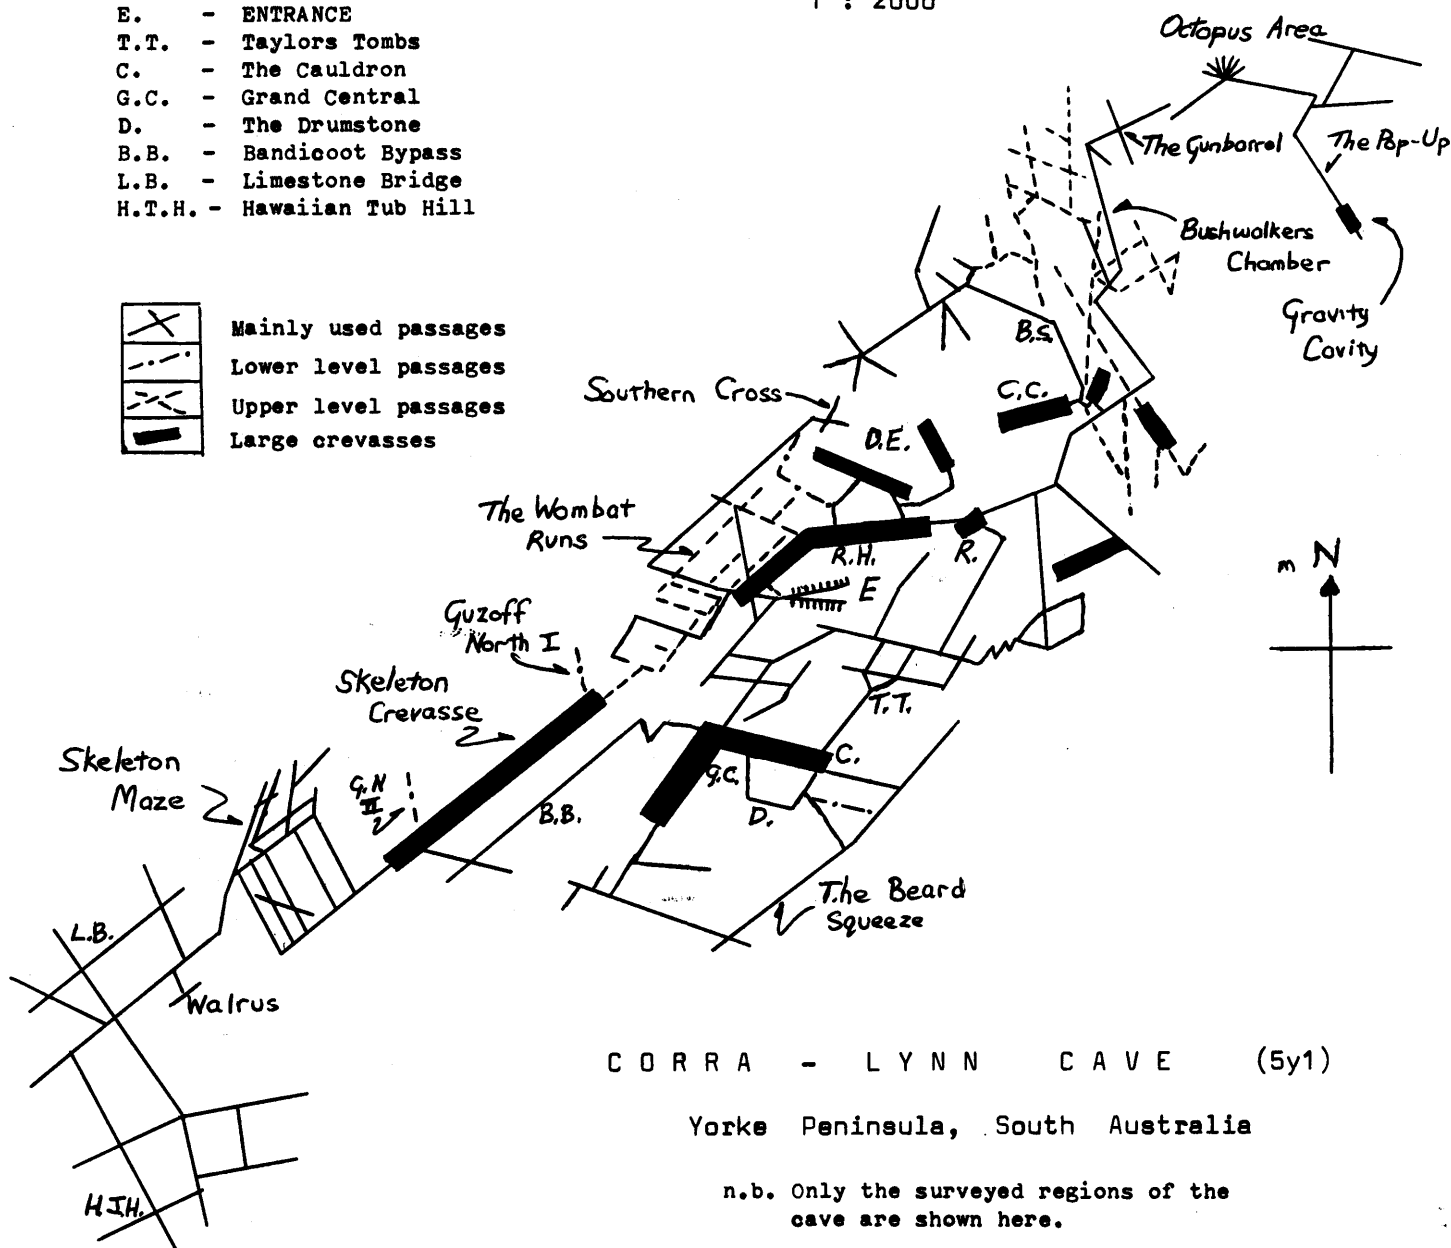 E. - ENTRANCE
T.T. - Taylors Tombs
C. - The Cauldron
G.C. - Grand Central
D. - The Drumstone
B.B. - Bandicoot Bypass
L.B. - Limestone Bridge
H.T.H. - Hawaiian Tub Hill
1 : 2000
Mainly used passages
Lower level passages
Upper level passages
Large crevasses
Octopus Area
The Gunbarrel
The Pop-Up
Bushwalkers
Chamber
Gravity
Cavity
B.S.
C.C.
Southern Cross
D.E.
The Wombat
Runs
R.H.
R.
E
m N
Guzoff
North I
Skeleton
Crevasse
T.T.
Skeleton
Maze
G.N
II
G.C.
C.
D.
B.B.
The Beard
Squeeze
L.B.
Walrus
H.T.H.
CORRA - LYNN CAVE (5y1)
Yorke Peninsula, South Australia
n.b. Only the surveyed regions of the
cave are shown here.